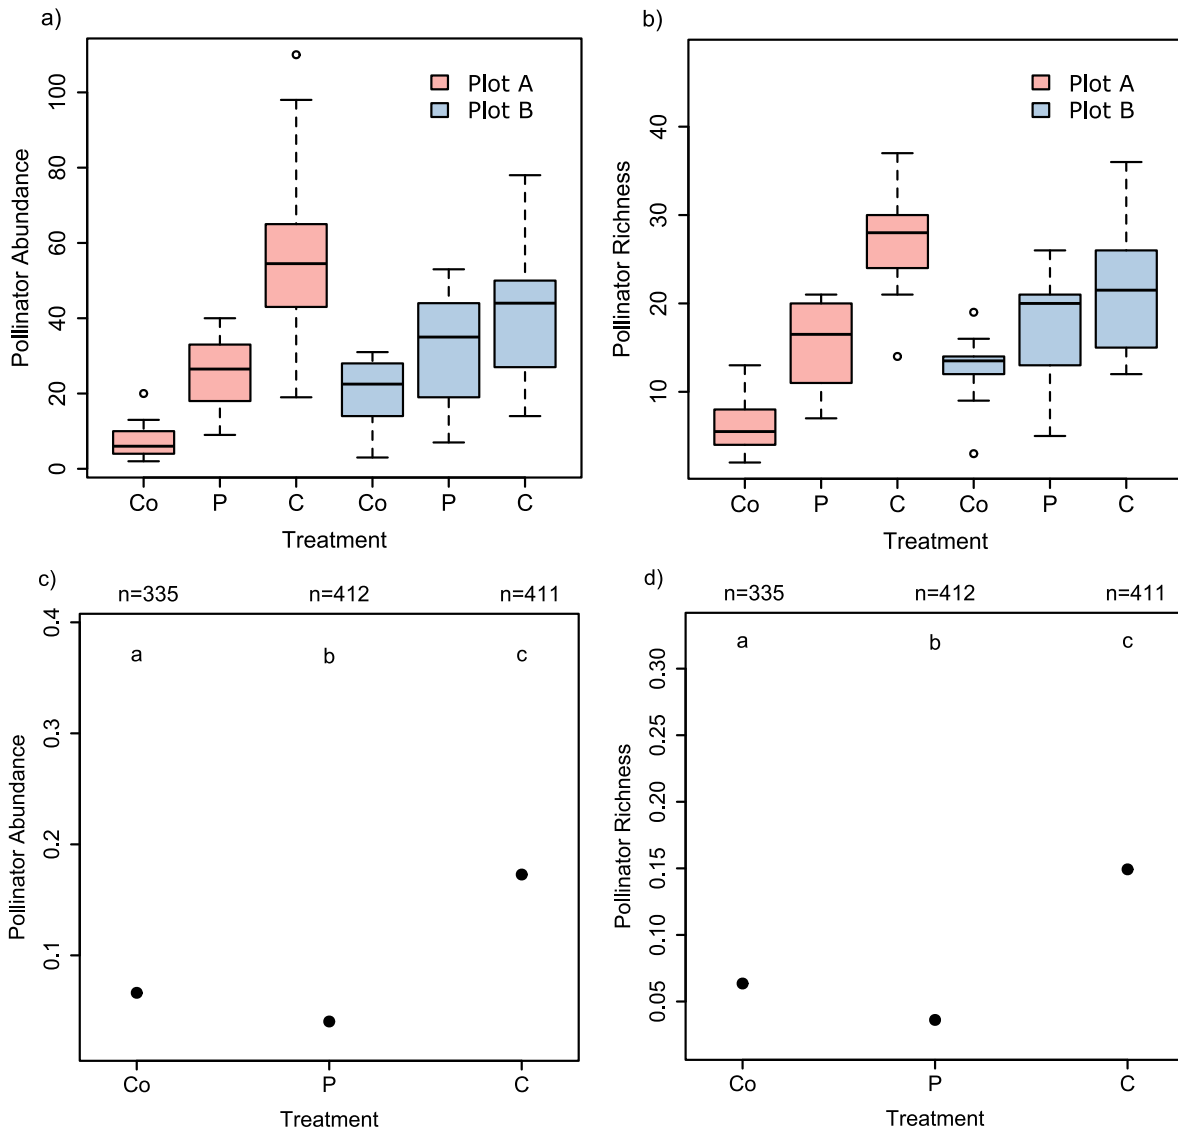 a)
Pollinator Abundance
0
20
40
60
80
100
Plot A
Plot B
Co
P
C
Co
P
C
Treatment
b)
Pollinator Richness
10
20
30
40
Plot A
Plot B
Co
P
C
Co
P
C
Treatment
c)
n=335
n=412
n=411
a
b
c
Pollinator Abundance
0.1
0.2
0.3
0.4
Co
P
C
Treatment
d)
n=335
n=412
n=411
a
b
c
Pollinator Richness
0.05
0.10
0.15
0.20
0.25
0.30
Co
P
C
Treatment